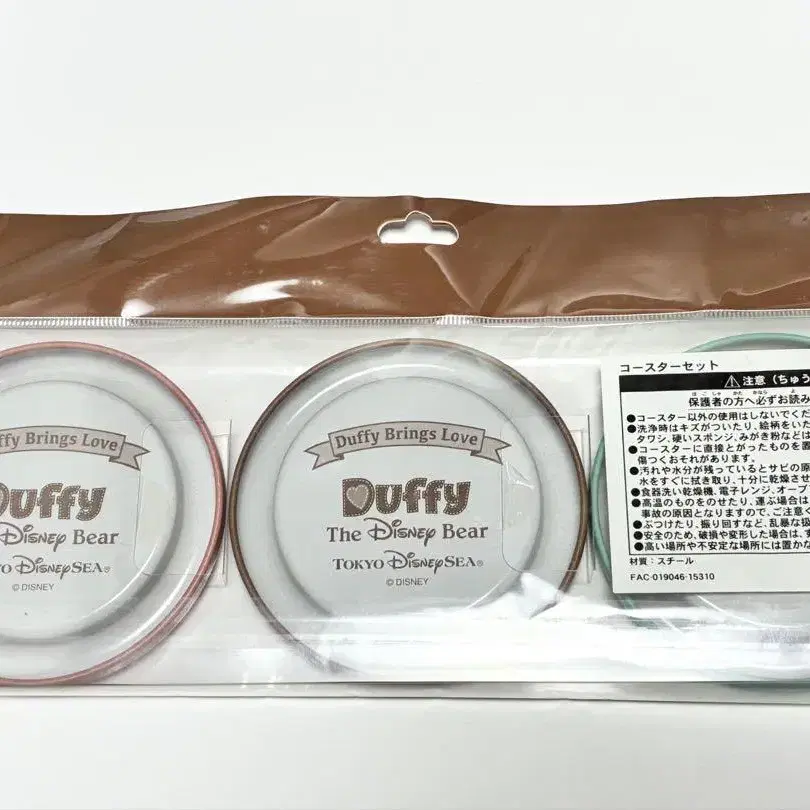 Duffy Brings Love
Duffy
The Disney Bear
TOKYO DisneySEA®
© DISNEY
Duffy Brings Love
Duffy
The Disney Bear
TOKYO DisneySEA®
© DISNEY
コースターセット
注意（ちゅう
保護者の方へ必ずお読み
●コースター以外の使用はしないでくだ
●洗浄時はキズがついたり、絵柄をいた
タワシ、硬いスポンジ、みがき粉などは
●コースターに直接とがったものを置
傷つくおそれがあります。
●汚れや水分が残っているとサビの原
水をすぐに拭き取り、十分に乾燥させ
●食器洗い乾燥機、電子レンジ、オーブ
●高温のものをのせたり、運ぶ場合は
事故の原因となりますので、ご注意く
●ぶつけたり、振り回すなど、乱暴な扱
●安全のため、破損や変形した場合は、す
●高い場所や不安定な場所には置かな
材質：スチール
FAC-019046-15310